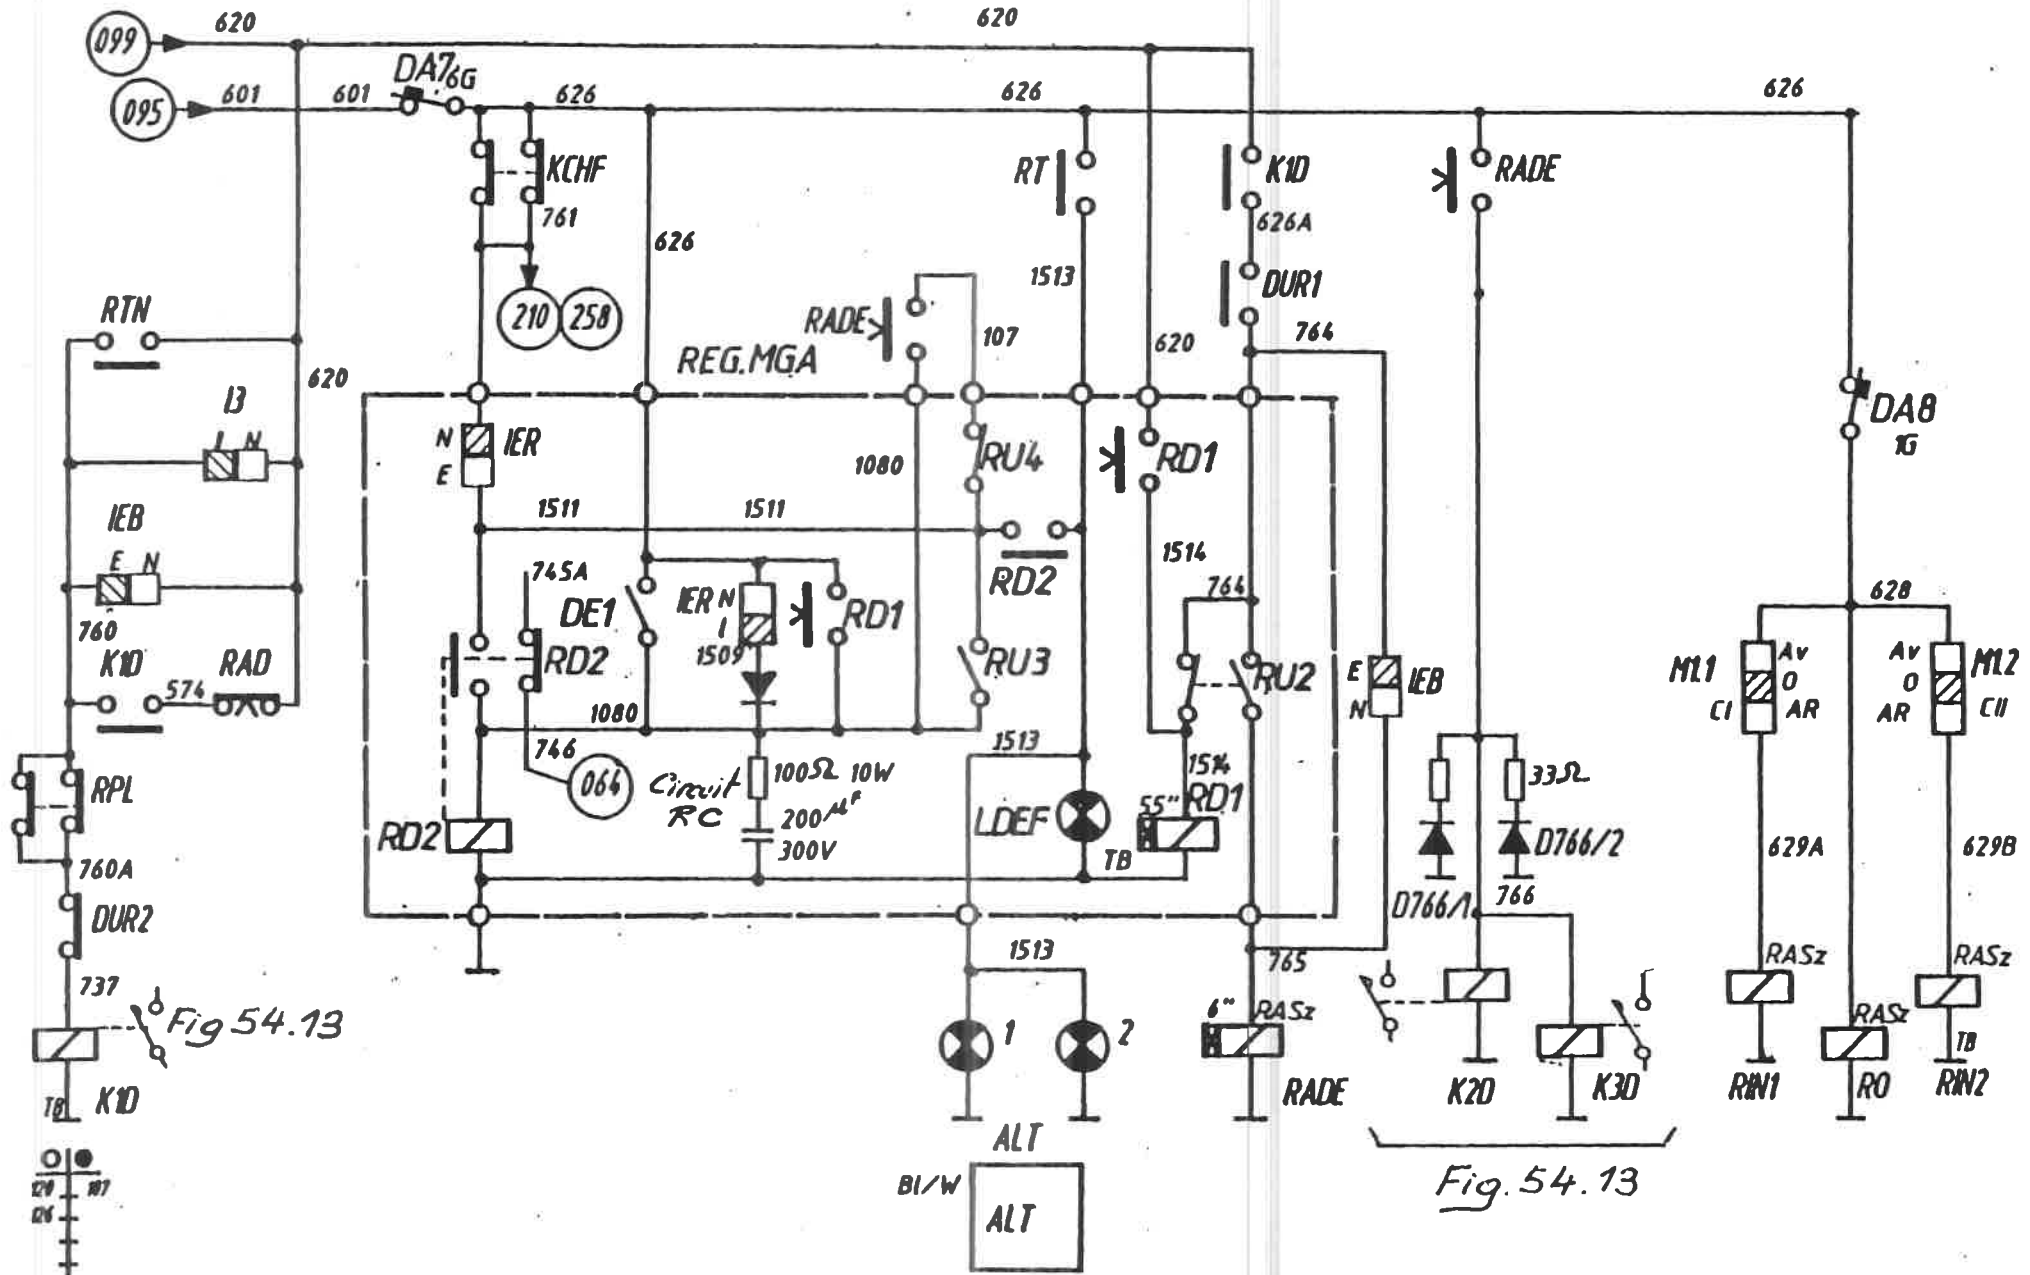 099
620
620
095
601
601
DA7 6G
626
626
626
KCHF
761
626
RT
K1D
626A
RADE
1513
DUR1
210
258
RTN
RADE
107
620
764
REG.MGA
620
I3
I N
N
E
IER
RU4
RD1
DA8
1G
1080
IEB
E N
1511
1511
1514
745A
RD2
764
628
760
DE1
IER N
I
1509
RD1
K1D
574
RAD
RD2
RU3
RU2
E
N
IEB
M1.1
Av
O
AR
CI
Av
O
AR
M1.2
CII
1080
746
1513
064
Circuit
RC
100Ω 10W
200µF
300V
1514
RPL
RD2
LDEF
55"
RD1
TB
33Ω
D766/2
629A
629B
760A
D766/1
766
DUR2
1513
765
RASz
RASz
737
Fig 54.13
6"
RASz
RASz
1
2
TB
K1D
RADE
K2D
K3D
RIN1
RO
TB
RIN2
ALT
BI/W
ALT
Fig. 54.13